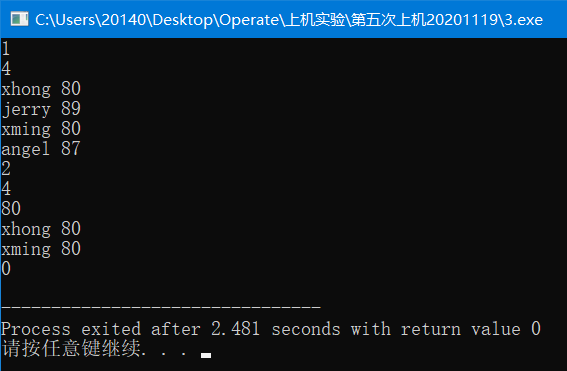 C:\Users\20140\Desktop\Operate\上机实验\第五次上机20201119\3.exe
1
4
xhong 80
jerry 89
xming 80
angel 87
2
4
80
xhong 80
xming 80
0
--------------------------------
Process exited after 2.481 seconds with return value 0
请按任意键继续. . .